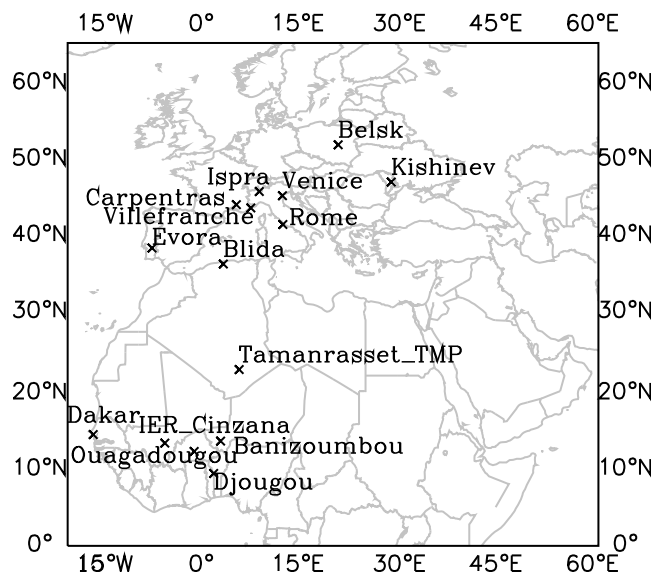 15°W 0° 15°E 30°E 45°E 60°E
60°N 60°N
Belsk
50°N 50°N
Kishinev
Ispra Venice
Carpentras
Villefranche Rome
40°N Evora 40°N
Blida
30°N 30°N
Tamanrasset_TMP
20°N 20°N
Dakar IER_Cinzana
Banizoumbou
Ouagadougou
10°N 10°N
Djougou
0° 0°
15°W 0° 15°E 30°E 45°E 60°E